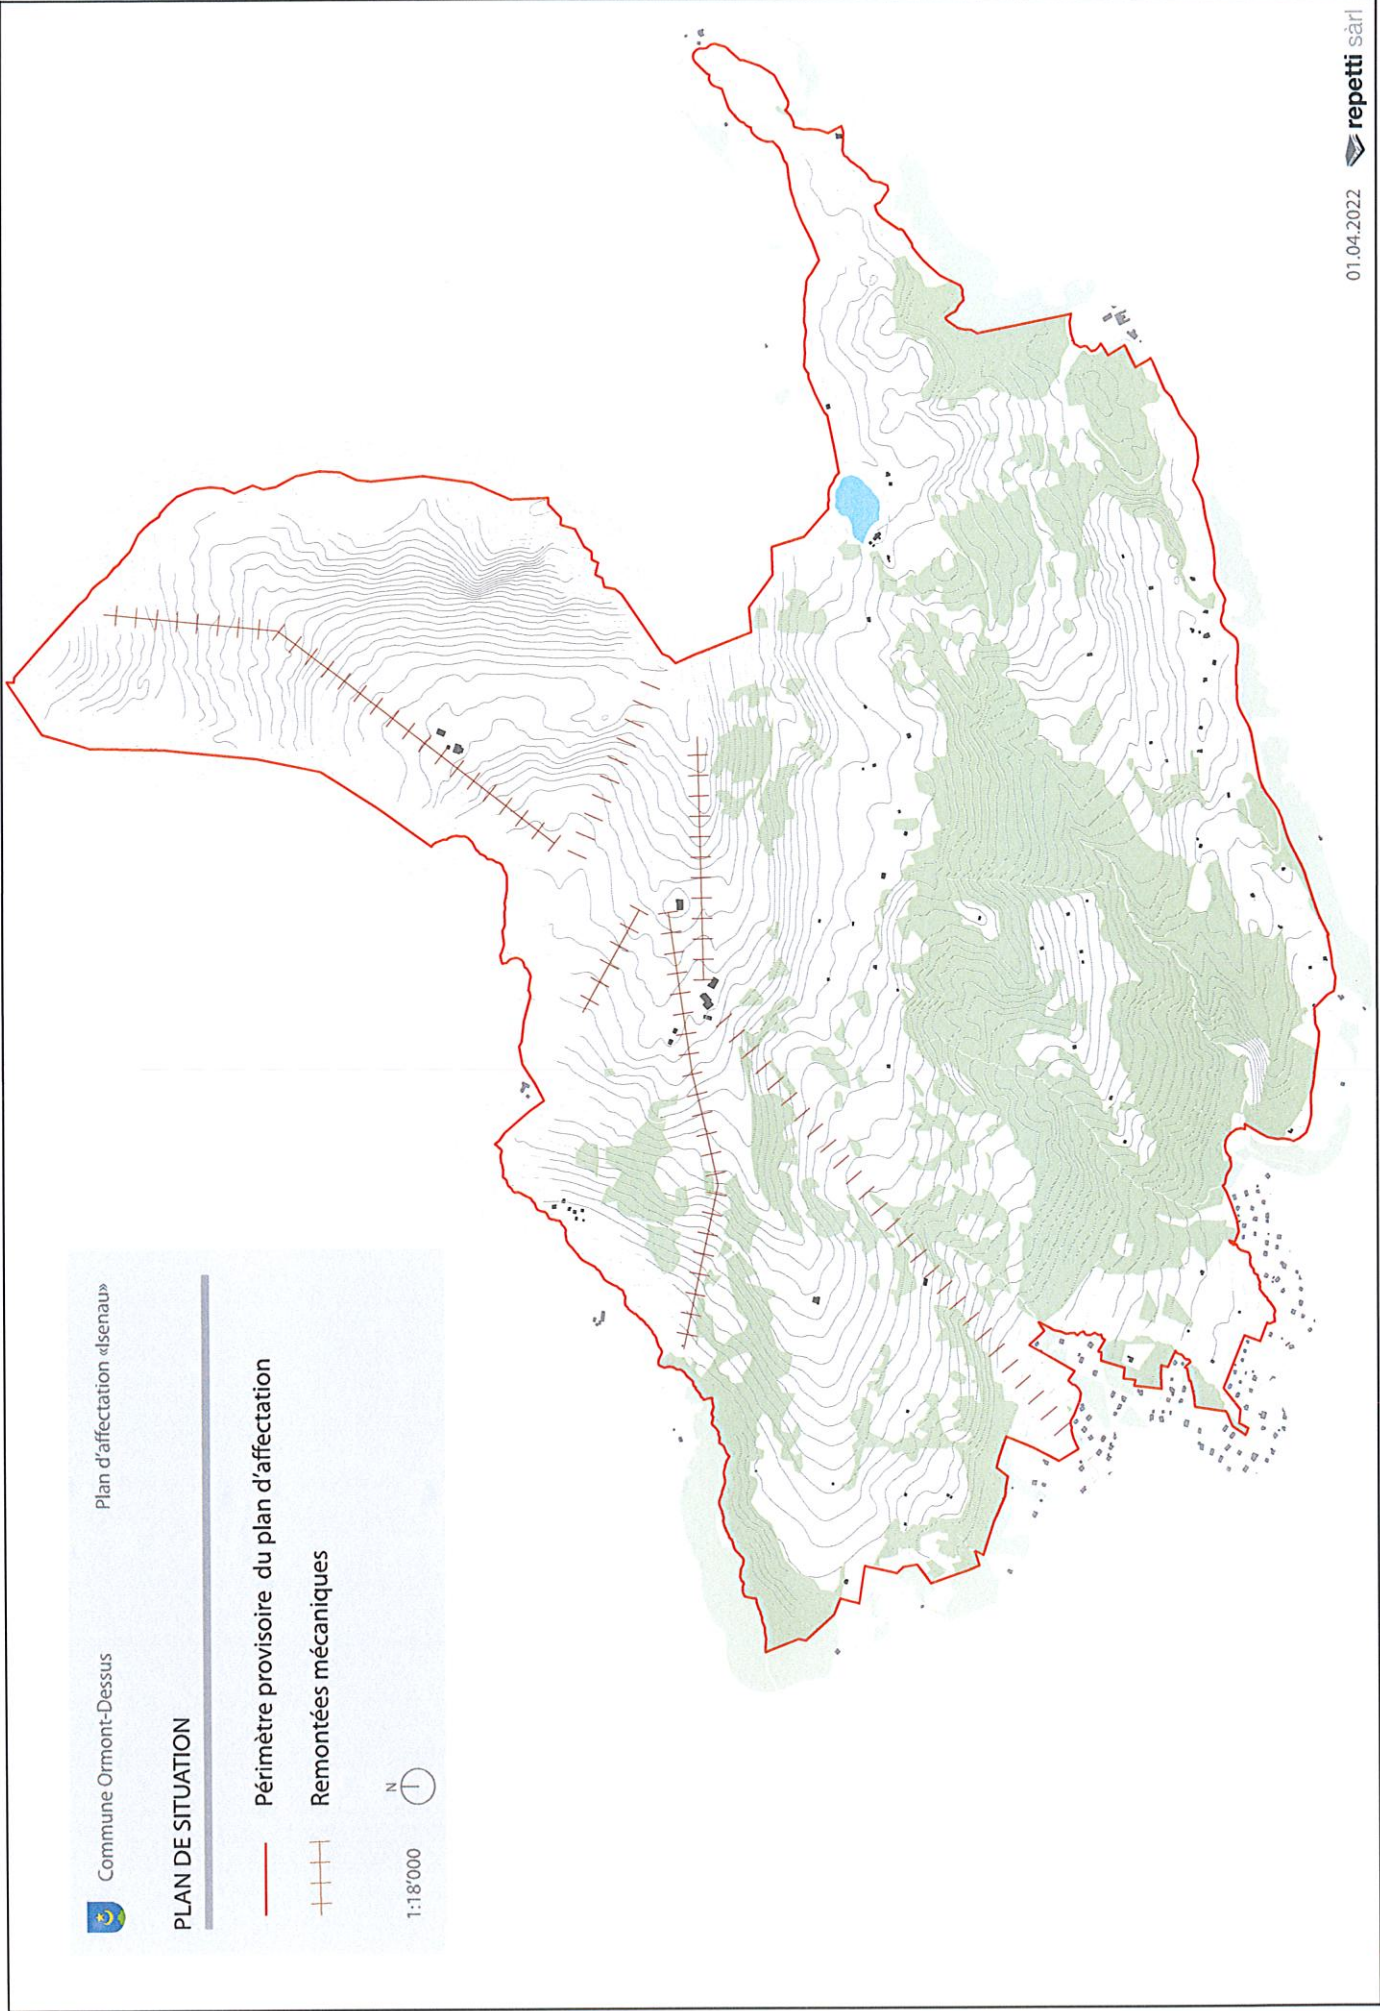 Commune Ormont-Dessus
Plan d'affectation «Isenau»
PLAN DE SITUATION
Périmètre provisoire du plan d'affectation
Remontées mécaniques
1:18'000
N
01.04.2022
repetti sàrl